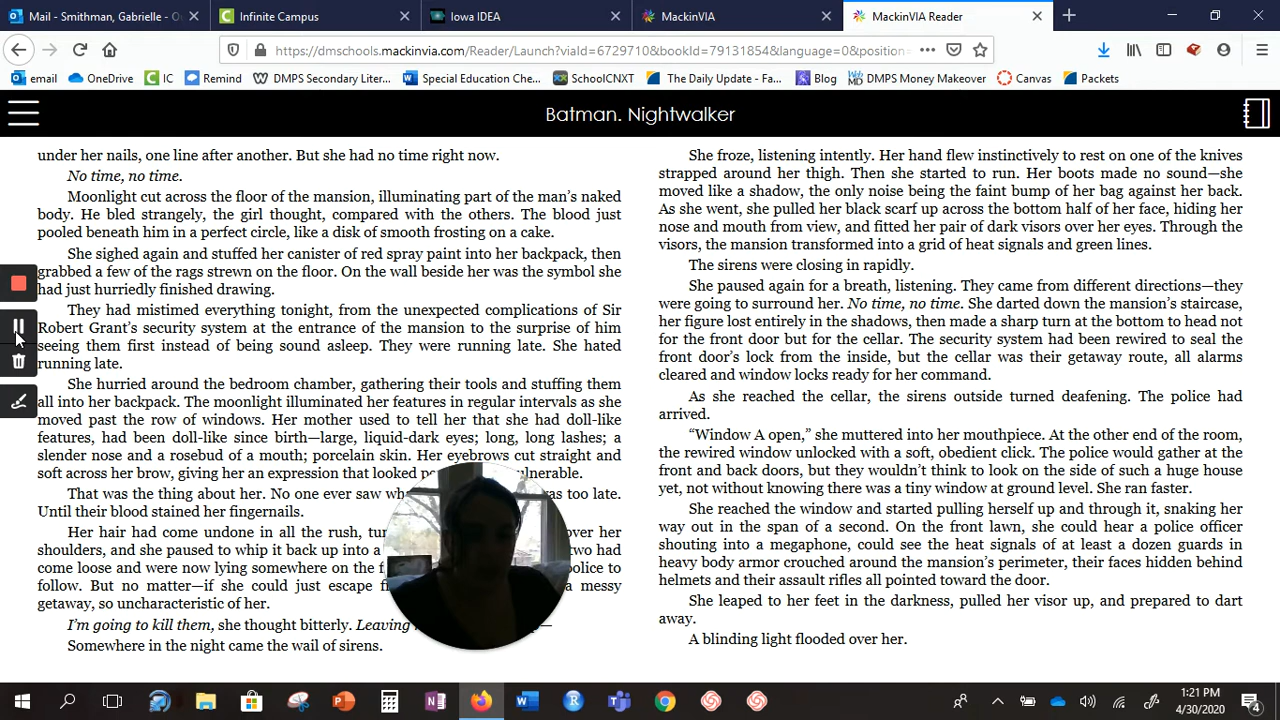 Mail - Smithman, Gabrielle - O
Infinite Campus
Iowa IDEA
MackinVIA
MackinVIA Reader
https://dmschools.mackinvia.com/Reader/Launch?viaId=6729710&bookId=79131854&language=0&position
email
OneDrive
IC
Remind
DMPS Secondary Liter...
Special Education Che...
SchoolCNXT
The Daily Update - Fa...
Blog
DMPS Money Makeover
Canvas
Packets
Batman. Nightwalker
under her nails, one line after another. But she had no time right now.
No time, no time.
Moonlight cut across the floor of the mansion, illuminating part of the man's naked
body. He bled strangely, the girl thought, compared with the others. The blood just
pooled beneath him in a perfect circle, like a disk of smooth frosting on a cake.
She sighed again and stuffed her canister of red spray paint into her backpack, then
grabbed a few of the rags strewn on the floor. On the wall beside her was the symbol she
had just hurriedly finished drawing.
They had mistimed everything tonight, from the unexpected complications of Sir
Robert Grant's security system at the entrance of the mansion to the surprise of him
seeing them first instead of being sound asleep. They were running late. She hated
running late.
She hurried around the bedroom chamber, gathering their tools and stuffing them
all into her backpack. The moonlight illuminated her features in regular intervals as she
moved past the row of windows. Her mother used to tell her that she had doll-like
features, had been doll-like since birth—large, liquid-dark eyes; long, long lashes; a
slender nose and a rosebud of a mouth; porcelain skin. Her eyebrows cut straight and
soft across her brow, giving her an expression that looked vulnerable.
That was the thing about her. No one ever saw was too late.
Until their blood stained her fingernails.
Her hair had come undone in all the rush, over her
shoulders, and she paused to whip it back up into a two had
come loose and were now lying somewhere on the police to
follow. But no matter—if she could just escape a messy
getaway, so uncharacteristic of her.
I'm going to kill them, she thought bitterly. Leaving
Somewhere in the night came the wail of sirens.
She froze, listening intently. Her hand flew instinctively to rest on one of the knives
strapped around her thigh. Then she started to run. Her boots made no sound—she
moved like a shadow, the only noise being the faint bump of her bag against her back.
As she went, she pulled her black scarf up across the bottom half of her face, hiding her
nose and mouth from view, and fitted her pair of dark visors over her eyes. Through the
visors, the mansion transformed into a grid of heat signals and green lines.
The sirens were closing in rapidly.
She paused again for a breath, listening. They came from different directions—they
were going to surround her. No time, no time. She darted down the mansion's staircase,
her figure lost entirely in the shadows, then made a sharp turn at the bottom to head not
for the front door but for the cellar. The security system had been rewired to seal the
front door's lock from the inside, but the cellar was their getaway route, all alarms
cleared and window locks ready for her command.
As she reached the cellar, the sirens outside turned deafening. The police had
arrived.
“Window A open,” she muttered into her mouthpiece. At the other end of the room,
the rewired window unlocked with a soft, obedient click. The police would gather at the
front and back doors, but they wouldn't think to look on the side of such a huge house
yet, not without knowing there was a tiny window at ground level. She ran faster.
She reached the window and started pulling herself up and through it, snaking her
way out in the span of a second. On the front lawn, she could hear a police officer
shouting into a megaphone, could see the heat signals of at least a dozen guards in
heavy body armor crouched around the mansion's perimeter, their faces hidden behind
helmets and their assault rifles all pointed toward the door.
She leaped to her feet in the darkness, pulled her visor up, and prepared to dart
away.
A blinding light flooded over her.
1:21 PM
4/30/2020
4